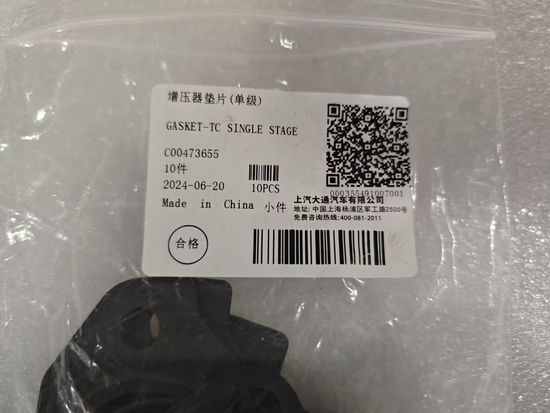 增压器垫片(单级)
GASKET-TC SINGLE STAGE
C00473655
10件
2024-06-20
10PCS
000355491007001
Made in China 小件
上汽大通汽车有限公司
地址: 中国上海杨浦区军工路2500号
免费咨询热线:400-081-2011
合格